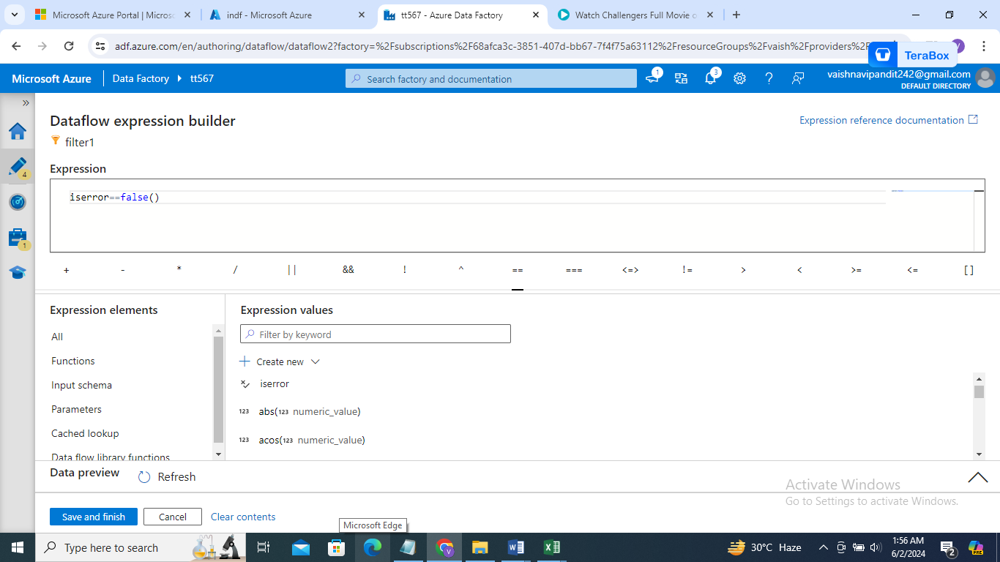 Microsoft Azure Portal | Micros
indf - Microsoft Azure
tt567 - Azure Data Factory
Watch Challengers Full Movie o
adf.azure.com/en/authoring/dataflow/dataflow2?factory=%2Fsubscriptions%2F68afca3c-3851-407d-bb67-7f4f75a63112%2FresourceGroups%2Fvaish%2Fproviders%2F
V
TeraBox
Microsoft Azure
Data Factory
tt567
Search factory and documentation
1
3
vaishnavipandit242@gmail.com
DEFAULT DIRECTORY
Dataflow expression builder
Expression reference documentation
filter1
4
1
Expression
iserror==false()
+ - * / || && ! ^ == === <=> != > < >= <= []
Expression elements
All
Functions
Input schema
Parameters
Cached lookup
Data flow library functions
Expression values
Filter by keyword
Create new
iserror
123 abs(123 numeric_value)
123 acos(123 numeric_value)
Data preview
Refresh
Activate Windows
Go to Settings to activate Windows.
Save and finish
Cancel
Clear contents
Microsoft Edge
Type here to search
V
30°C Haze
1:56 AM
6/2/2024
2
PRE